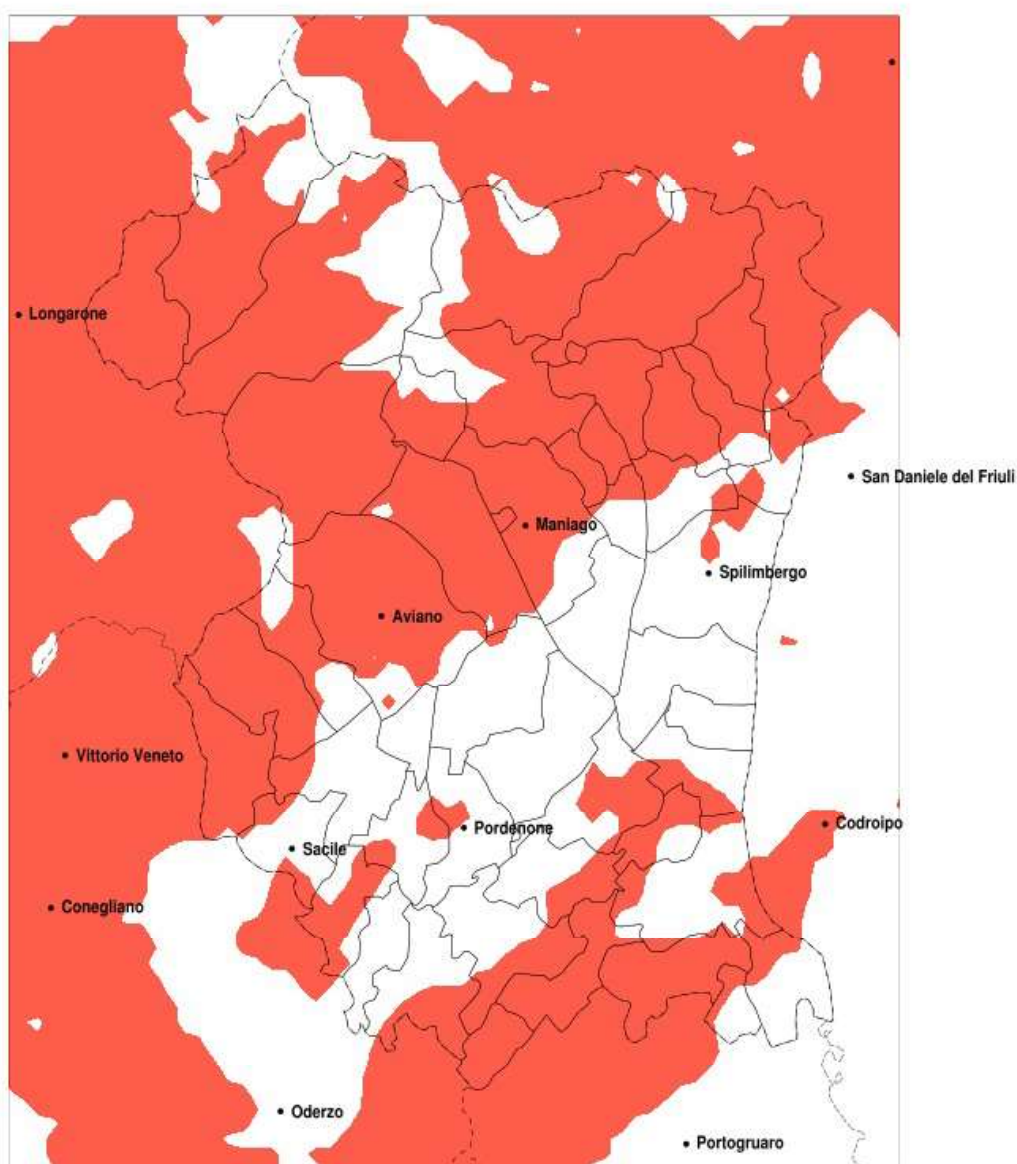 Longarone
San Daniele del Friuli
Maniago
Spilimbergo
Aviano
Vittorio Veneto
Codroipo
Pordenone
Sacile
Conegliano
Oderzo
Portogruaro